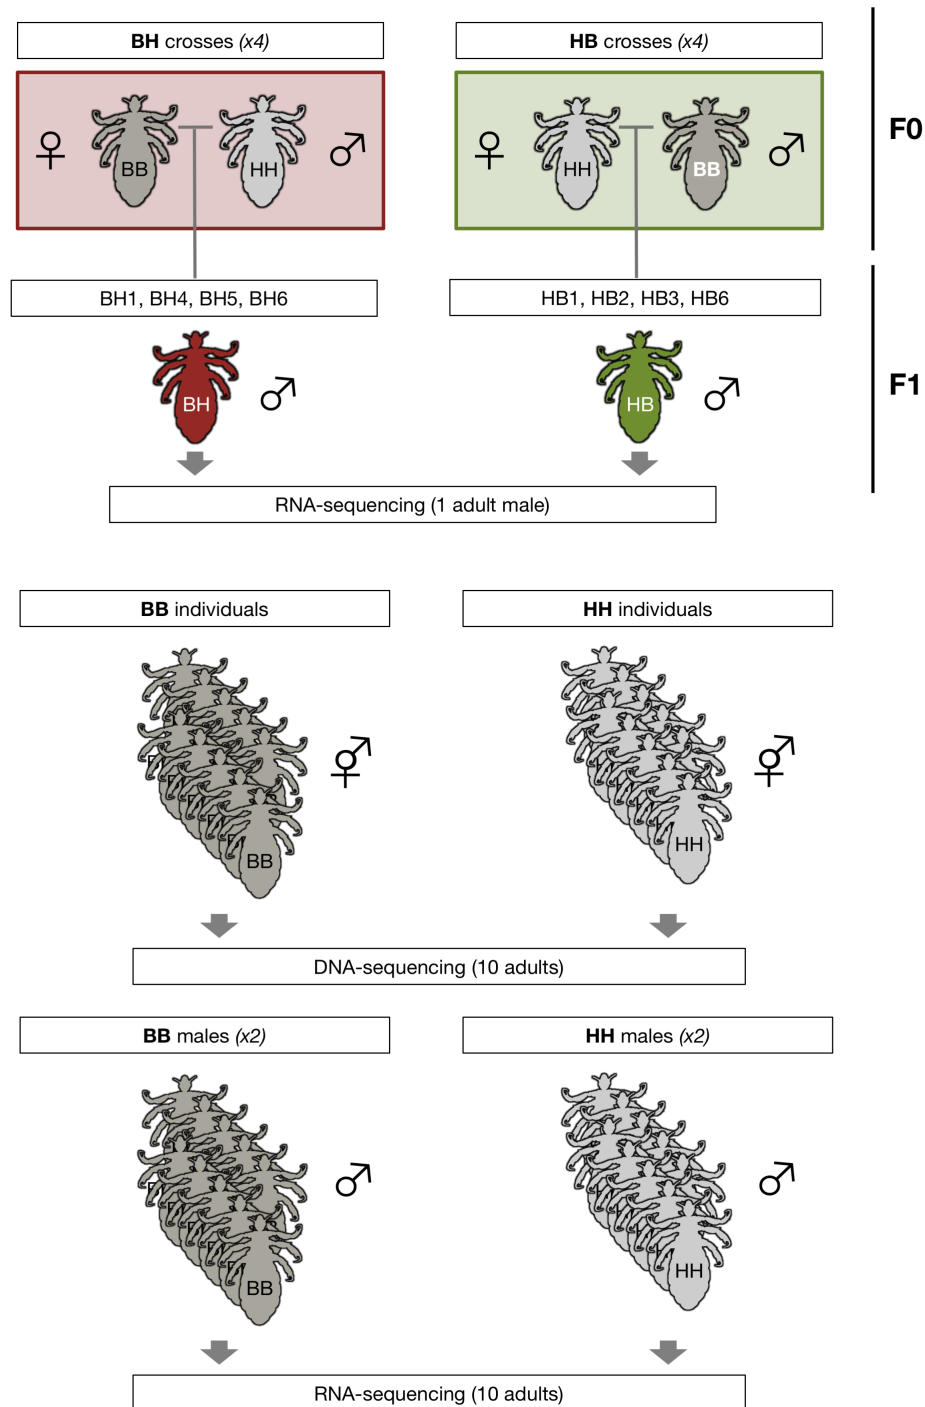 BH crosses (x4)
HB crosses (x4)
♀ BB HH ♂
♀ HH BB ♂
F0
BH1, BH4, BH5, BH6
HB1, HB2, HB3, HB6
BH ♂
HB ♂
F1
RNA-sequencing (1 adult male)
BB individuals
HH individuals
BB
HH
DNA-sequencing (10 adults)
BB males (x2)
HH males (x2)
♂
♂
BB
HH
RNA-sequencing (10 adults)